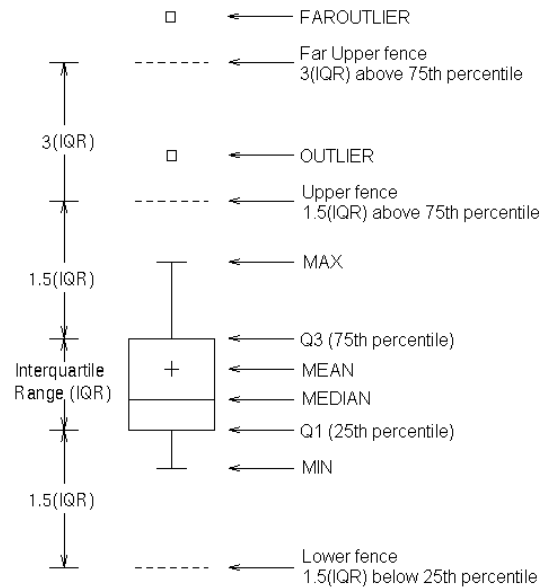 FAROUTLIER
Far Upper fence
3(IQR) above 75th percentile
3(IQR)
OUTLIER
Upper fence
1.5(IQR) above 75th percentile
1.5(IQR)
MAX
Q3 (75th percentile)
Interquartile
Range (IQR)
MEAN
MEDIAN
Q1 (25th percentile)
MIN
1.5(IQR)
Lower fence
1.5(IQR) below 25th percentile